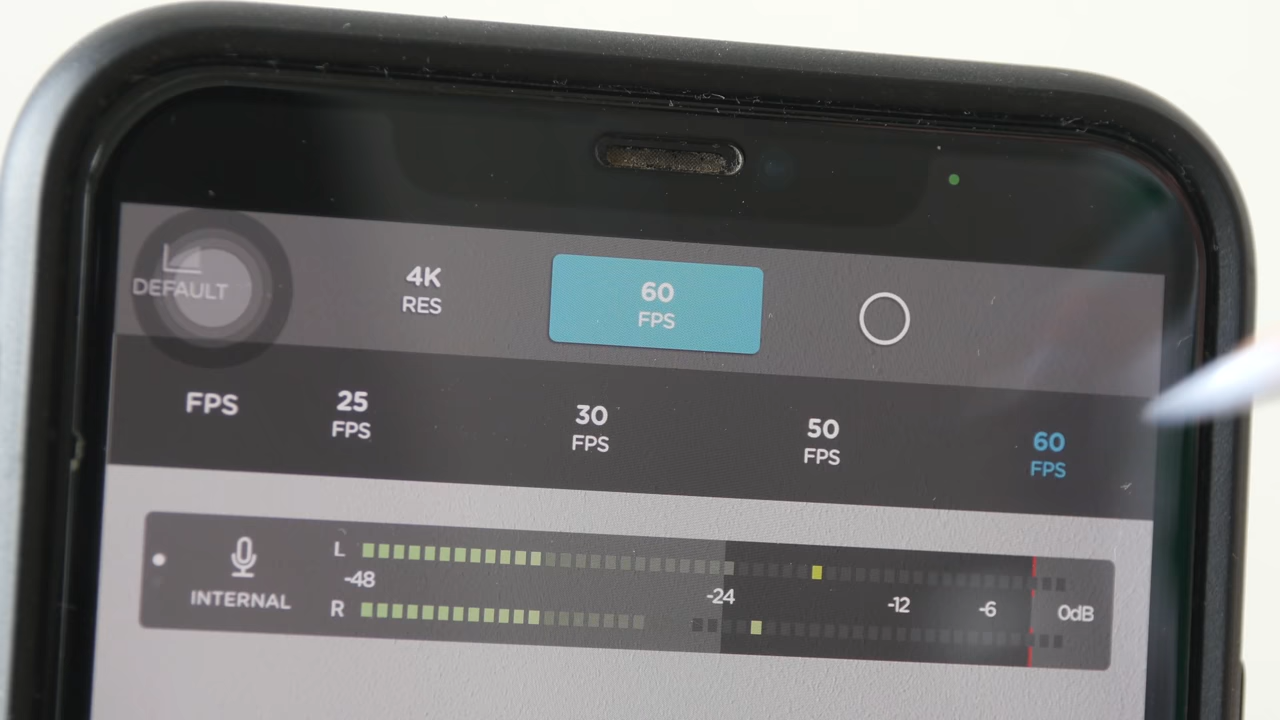 DEFAULT
4K
RES
60
FPS
FPS
25
FPS
30
FPS
50
FPS
60
FPS
INTERNAL
L
-48
-24
-12
-6
0dB
R